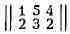 ‖ 1 5 4 ‖
‖ 2 3 2 ‖